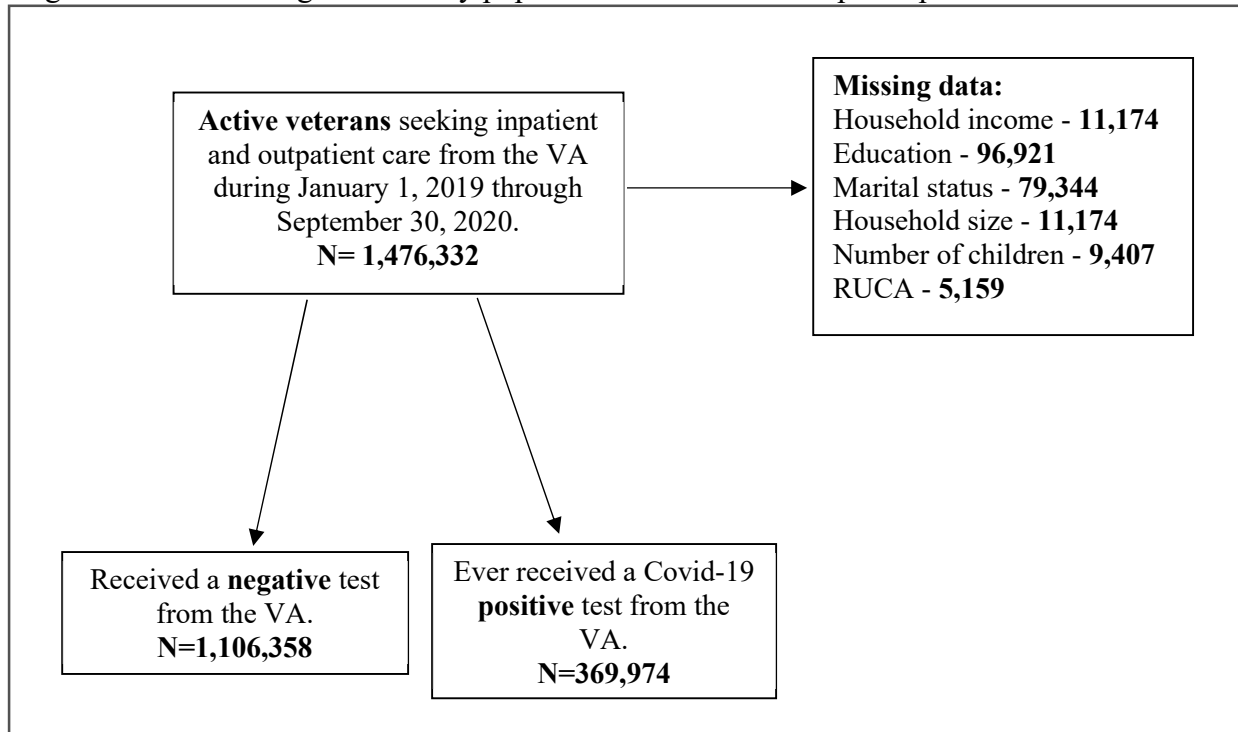 Active veterans seeking inpatient
and outpatient care from the VA
during January 1, 2019 through
September 30, 2020.
N= 1,476,332
Missing data:
Household income - 11,174
Education - 96,921
Marital status - 79,344
Household size - 11,174
Number of children - 9,407
RUCA - 5,159
Received a negative test
from the VA.
N=1,106,358
Ever received a Covid-19
positive test from the
VA.
N=369,974